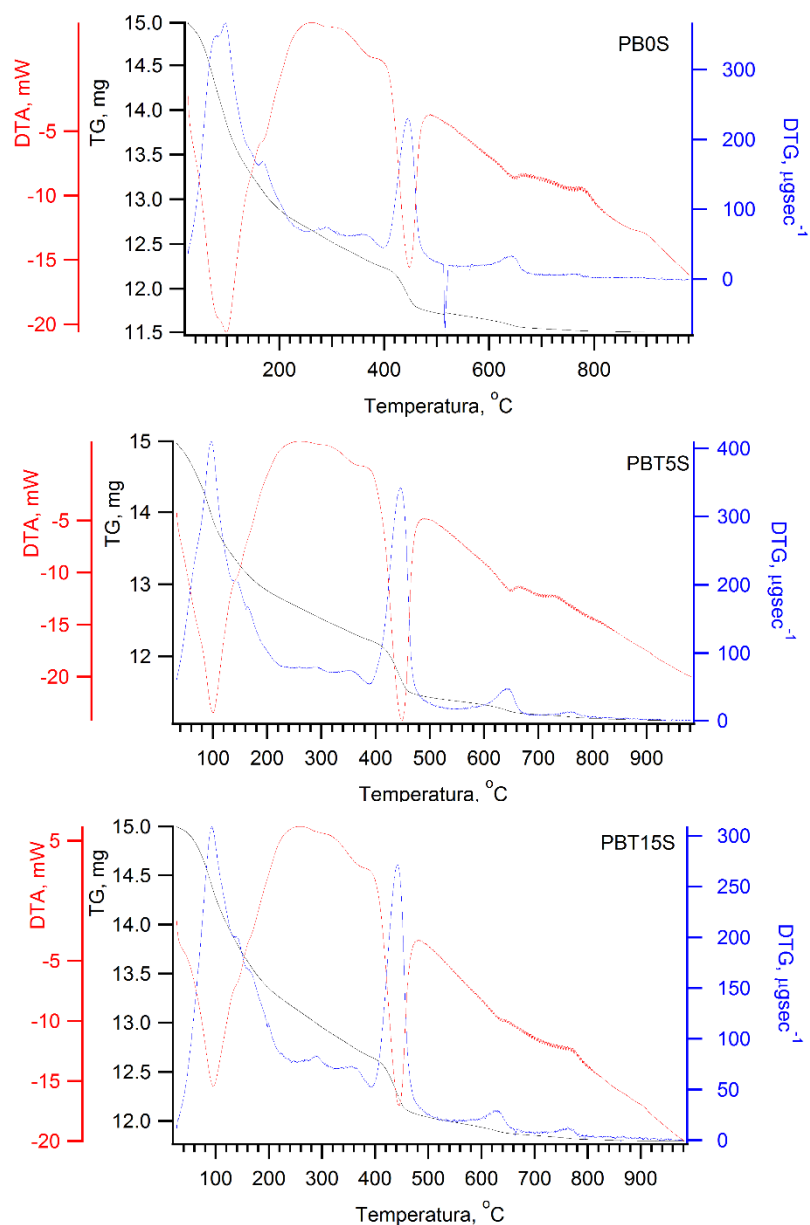 PB0S
DTA, mW
-5
-10
-15
-20
TG, mg
15.0
14.5
14.0
13.5
13.0
12.5
12.0
11.5
DTG, µgsec-1
300
200
100
0
200 400 600 800
Temperatura, oC
PBT5S
DTA, mW
-5
-10
-15
-20
TG, mg
15
14
13
12
DTG, µgsec-1
400
300
200
100
0
100 200 300 400 500 600 700 800 900
Temperatura, oC
PBT15S
DTA, mW
5
-5
-10
-15
-20
TG, mg
15.0
14.5
14.0
13.5
13.0
12.5
12.0
DTG, µgsec-1
300
250
200
150
100
50
0
100 200 300 400 500 600 700 800 900
Temperatura, oC